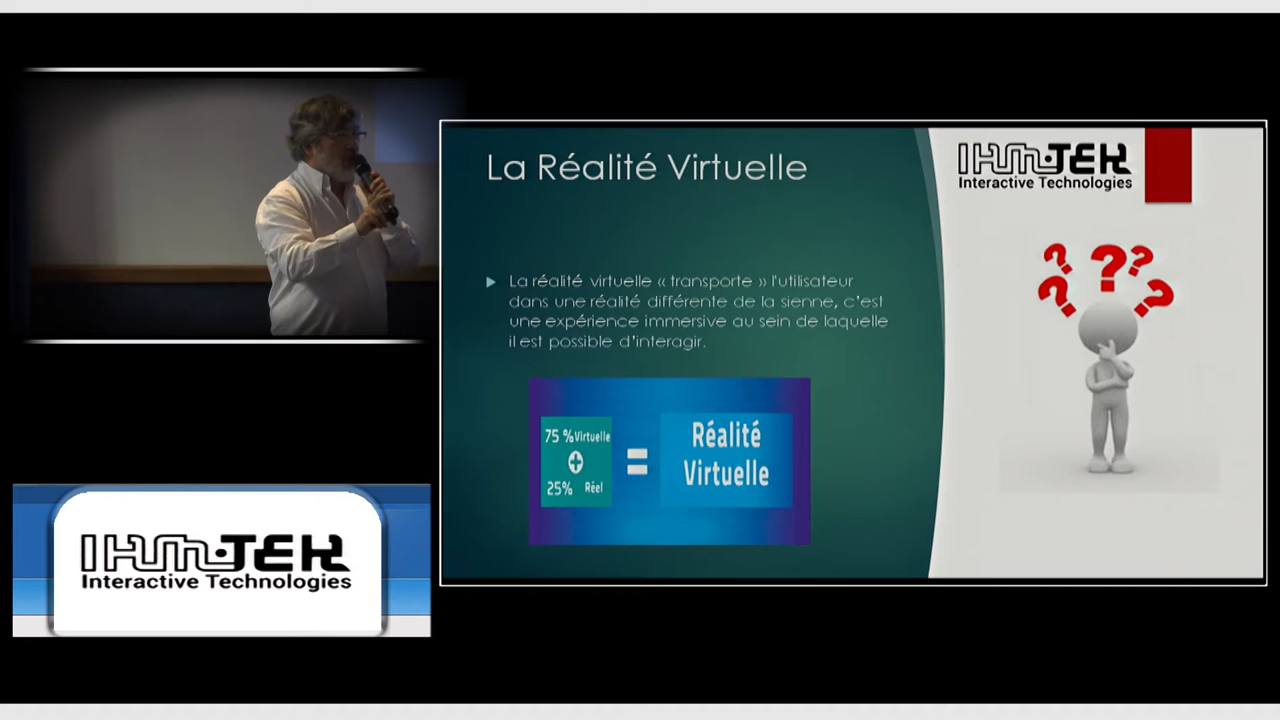 La Réalité Virtuelle
IHM-TEK
Interactive Technologies
La réalité virtuelle « transporte » l'utilisateur
dans une réalité différente de la sienne, c'est
une expérience immersive au sein de laquelle
il est possible d'interagir.
? ? ? ? ?
75 % Virtuelle
+
25% Réel
=
Réalité
Virtuelle
IHM-TEK
Interactive Technologies